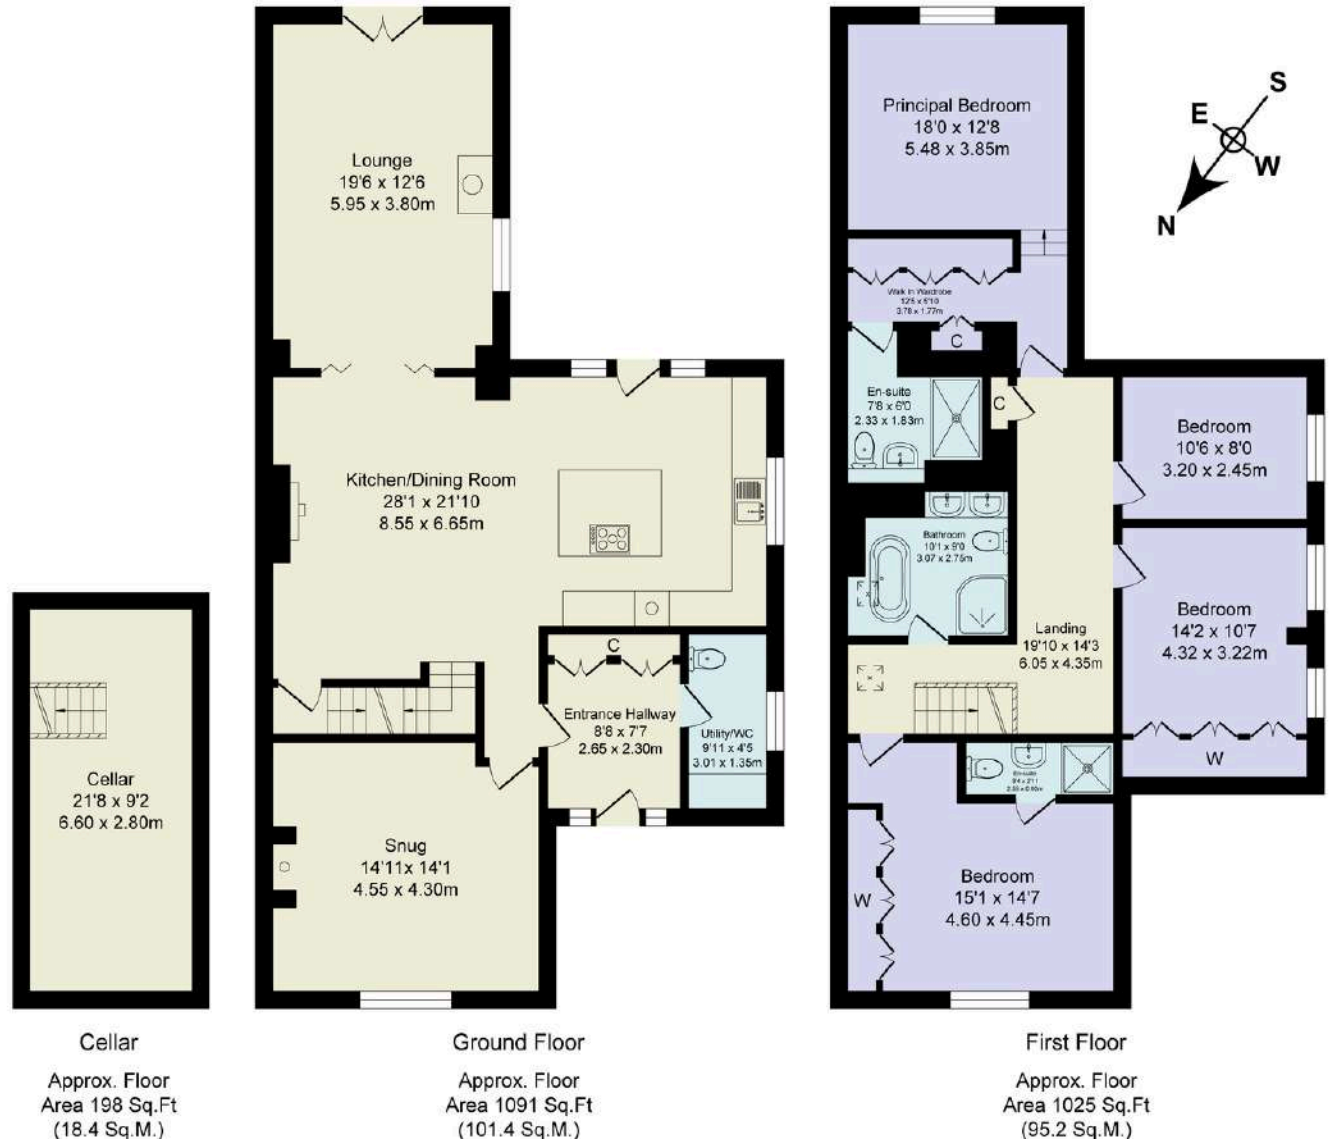 Lounge
19'6 x 12'6
5.95 x 3.80m
Kitchen/Dining Room
28'1 x 21'10
8.55 x 6.65m
C
Entrance Hallway
8'8 x 7'7
2.65 x 2.30m
Utility/WC
9'11 x 4'5
3.01 x 1.35m
Snug
14'11x 14'1
4.55 x 4.30m
Cellar
21'8 x 9'2
6.60 x 2.80m
Principal Bedroom
18'0 x 12'8
5.48 x 3.85m
S
E
W
N
Walk In Wardrobe
12'5 x 5'10
3.78 x 1.77m
C
En-suite
7'8 x 6'0
2.33 x 1.83m
C
Bedroom
10'6 x 8'0
3.20 x 2.45m
Bathroom
10'1 x 9'0
3.07 x 2.75m
Bedroom
14'2 x 10'7
4.32 x 3.22m
W
Landing
19'10 x 14'3
6.05 x 4.35m
En-suite
Bedroom
15'1 x 14'7
4.60 x 4.45m
W
Cellar
Approx. Floor
Area 198 Sq.Ft
(18.4 Sq.M.)
Ground Floor
Approx. Floor
Area 1091 Sq.Ft
(101.4 Sq.M.)
First Floor
Approx. Floor
Area 1025 Sq.Ft
(95.2 Sq.M.)